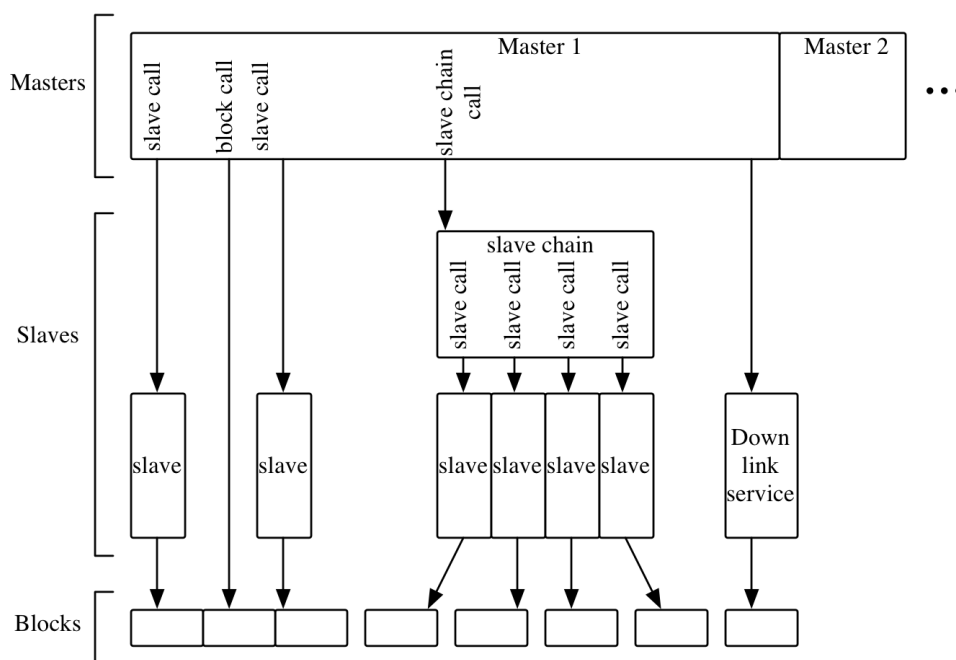 Master 1
Master 2
Masters
slave call
block call
slave call
slave chain
call
...
slave chain
slave call
slave call
slave call
slave call
Slaves
slave
slave
slave
slave
slave
slave
Down
link
service
Blocks